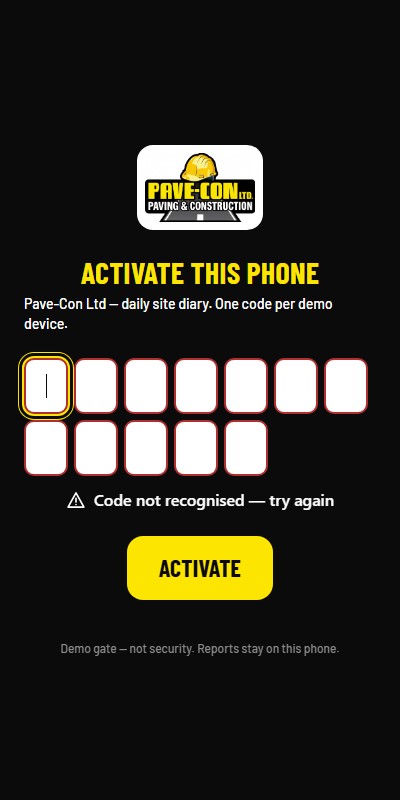 PAVE-CON LTD.
PAVING & CONSTRUCTION
ACTIVATE THIS PHONE
Pave-Con Ltd — daily site diary. One code per demo
device.
Code not recognised — try again
ACTIVATE
Demo gate — not security. Reports stay on this phone.